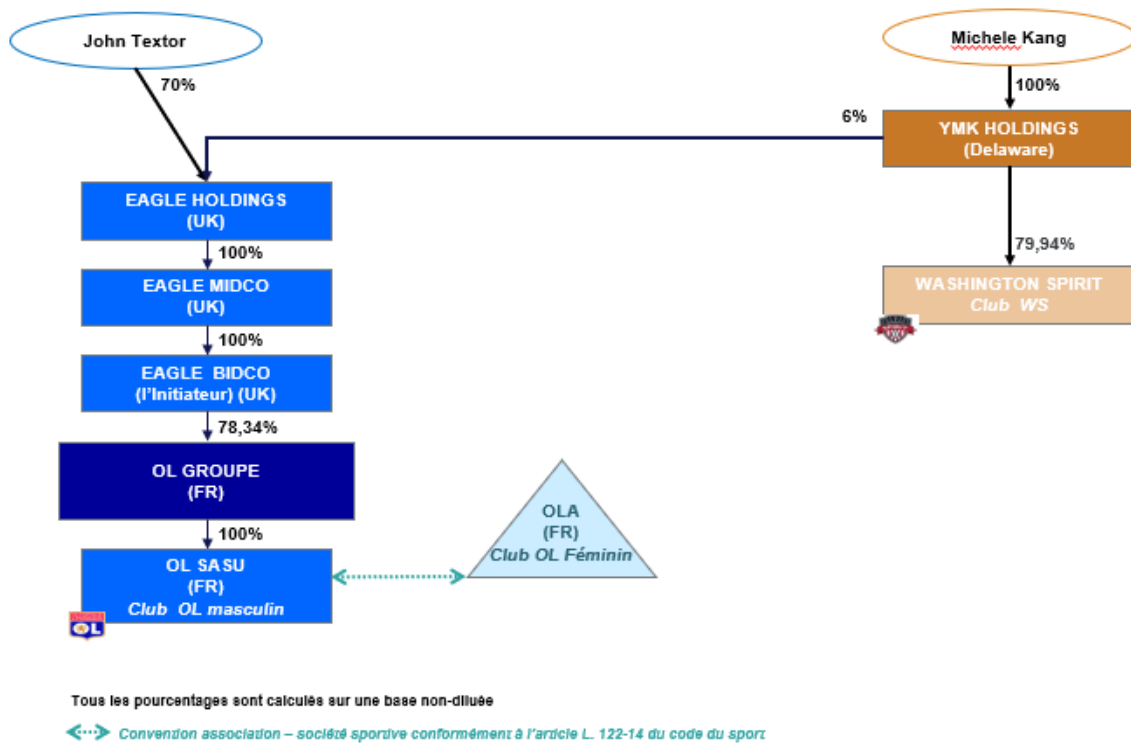 John Textor
Michele Kang
70%
100%
6%
YMK HOLDINGS
(Delaware)
EAGLE HOLDINGS
(UK)
79,94%
100%
WASHINGTON SPIRIT
Club WS
EAGLE MIDCO
(UK)
100%
EAGLE BIDCO
(l'Initiateur) (UK)
78,34%
OL GROUPE
(FR)
OLA
(FR)
Club OL Féminin
100%
OL SASU
(FR)
Club OL masculin
OL
Tous les pourcentages sont calculés sur une base non-diluée
Convention association – société sportive conformément à l'article L. 122-14 du code du sport